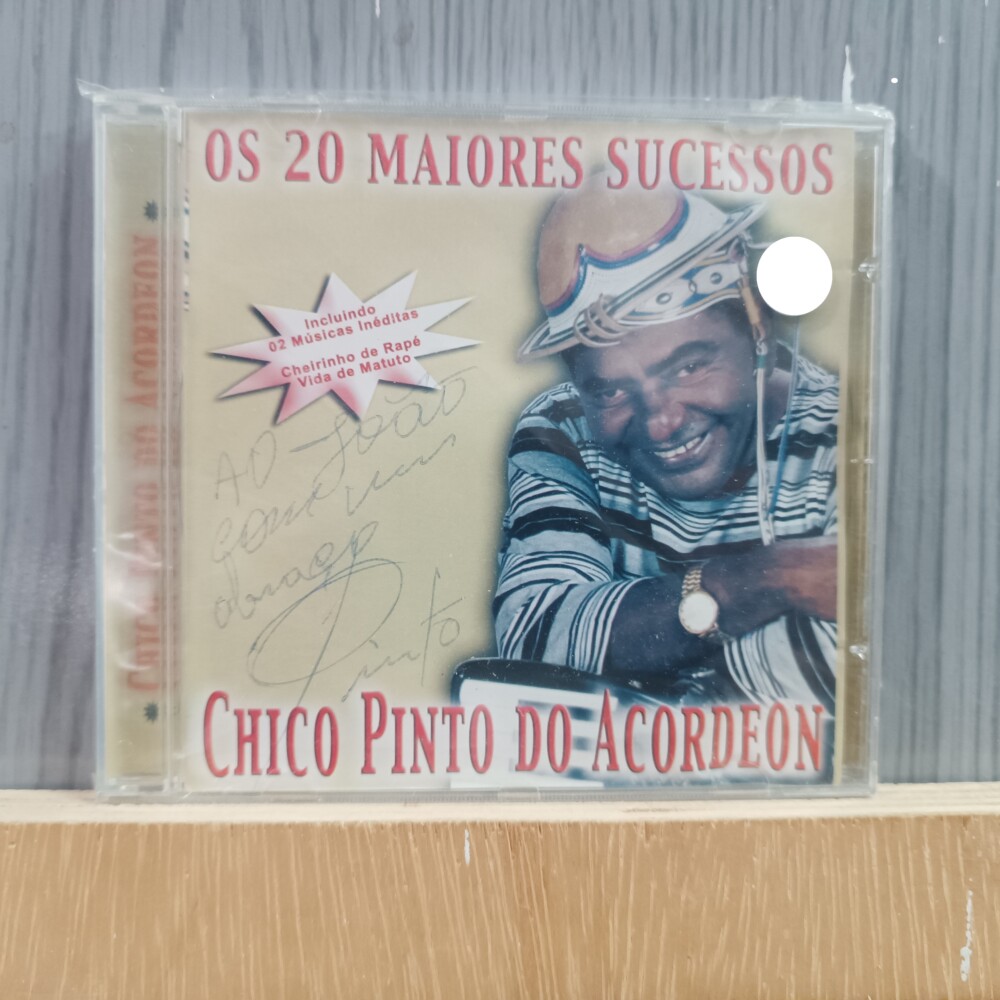 OS 20 MAIORES SUCESSOS
Incluindo
02 Músicas Inéditas
Cheirinho de Rapé
Vida de Matuto
AO João
com um
abraço
Pinto
CHICO PINTO DO ACORDEON
CHICO PINTO DO ACORDEON